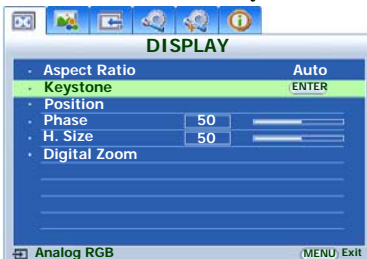 DISPLAY
Aspect Ratio Auto
Keystone ENTER
Position
Phase 50
H. Size 50
Digital Zoom
Analog RGB MENU Exit